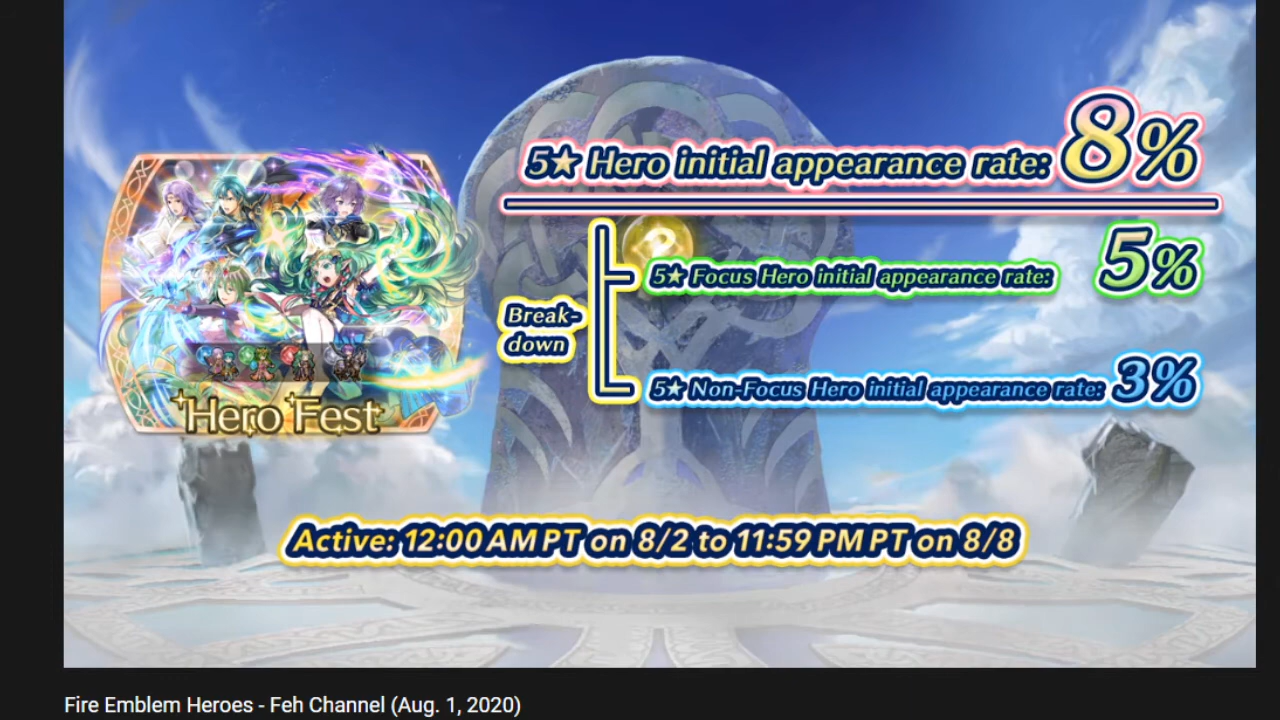 5★ Hero initial appearance rate: 8%
5★ Focus Hero initial appearance rate: 5%
Break-
down
5★ Non-Focus Hero initial appearance rate: 3%
Hero Fest
Active: 12:00 AM PT on 8/2 to 11:59 PM PT on 8/8
Fire Emblem Heroes - Feh Channel (Aug. 1, 2020)